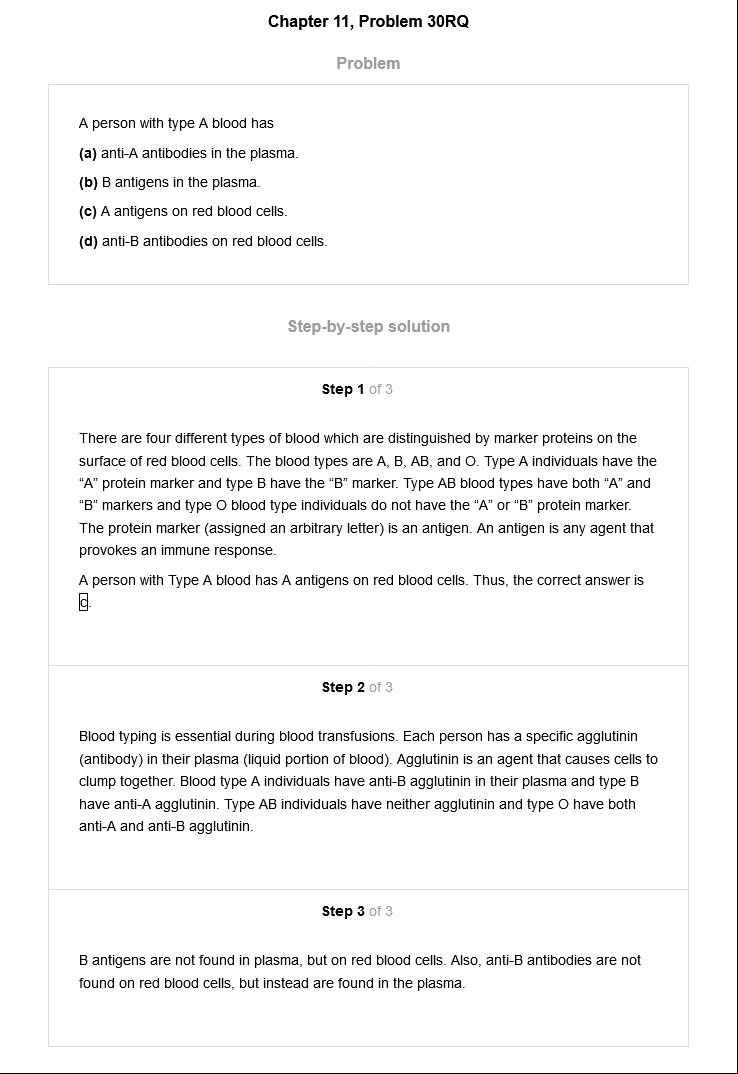 Chapter 11, Problem 30RQ
Problem
A person with type A blood has
(a) anti-A antibodies in the plasma.
(b) B antigens in the plasma.
(c) A antigens on red blood cells.
(d) anti-B antibodies on red blood cells.
Step-by-step solution
Step 1 of 3
There are four different types of blood which are distinguished by marker proteins on the
surface of red blood cells. The blood types are A, B, AB, and O. Type A individuals have the
“A” protein marker and type B have the “B” marker. Type AB blood types have both “A” and
“B” markers and type O blood type individuals do not have the “A” or “B” protein marker.
The protein marker (assigned an arbitrary letter) is an antigen. An antigen is any agent that
provokes an immune response.
A person with Type A blood has A antigens on red blood cells. Thus, the correct answer is
c.
Step 2 of 3
Blood typing is essential during blood transfusions. Each person has a specific agglutinin
(antibody) in their plasma (liquid portion of blood). Agglutinin is an agent that causes cells to
clump together. Blood type A individuals have anti-B agglutinin in their plasma and type B
have anti-A agglutinin. Type AB individuals have neither agglutinin and type O have both
anti-A and anti-B agglutinin.
Step 3 of 3
B antigens are not found in plasma, but on red blood cells. Also, anti-B antibodies are not
found on red blood cells, but instead are found in the plasma.